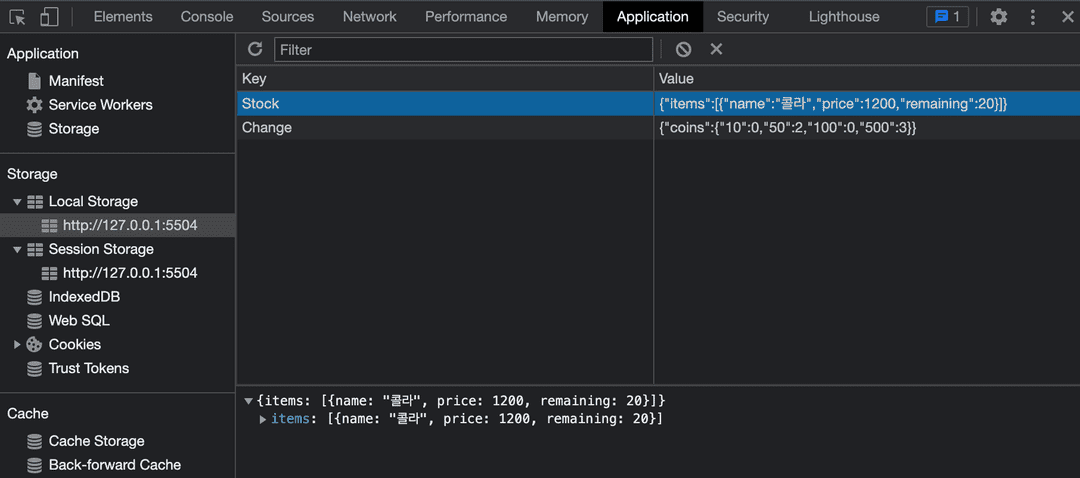 Elements Console Sources Network Performance Memory Application Security Lighthouse 1
Application
Manifest
Service Workers
Storage
Storage
Local Storage
http://127.0.0.1:5504
Session Storage
http://127.0.0.1:5504
IndexedDB
Web SQL
Cookies
Trust Tokens
Cache
Cache Storage
Back-forward Cache
Filter
Key Value
Stock {"items":[{"name":"콜라","price":1200,"remaining":20}]}
Change {"coins":{"10":0,"50":2,"100":0,"500":3}}
{items: [{name: "콜라", price: 1200, remaining: 20}]}
items: [{name: "콜라", price: 1200, remaining: 20}]